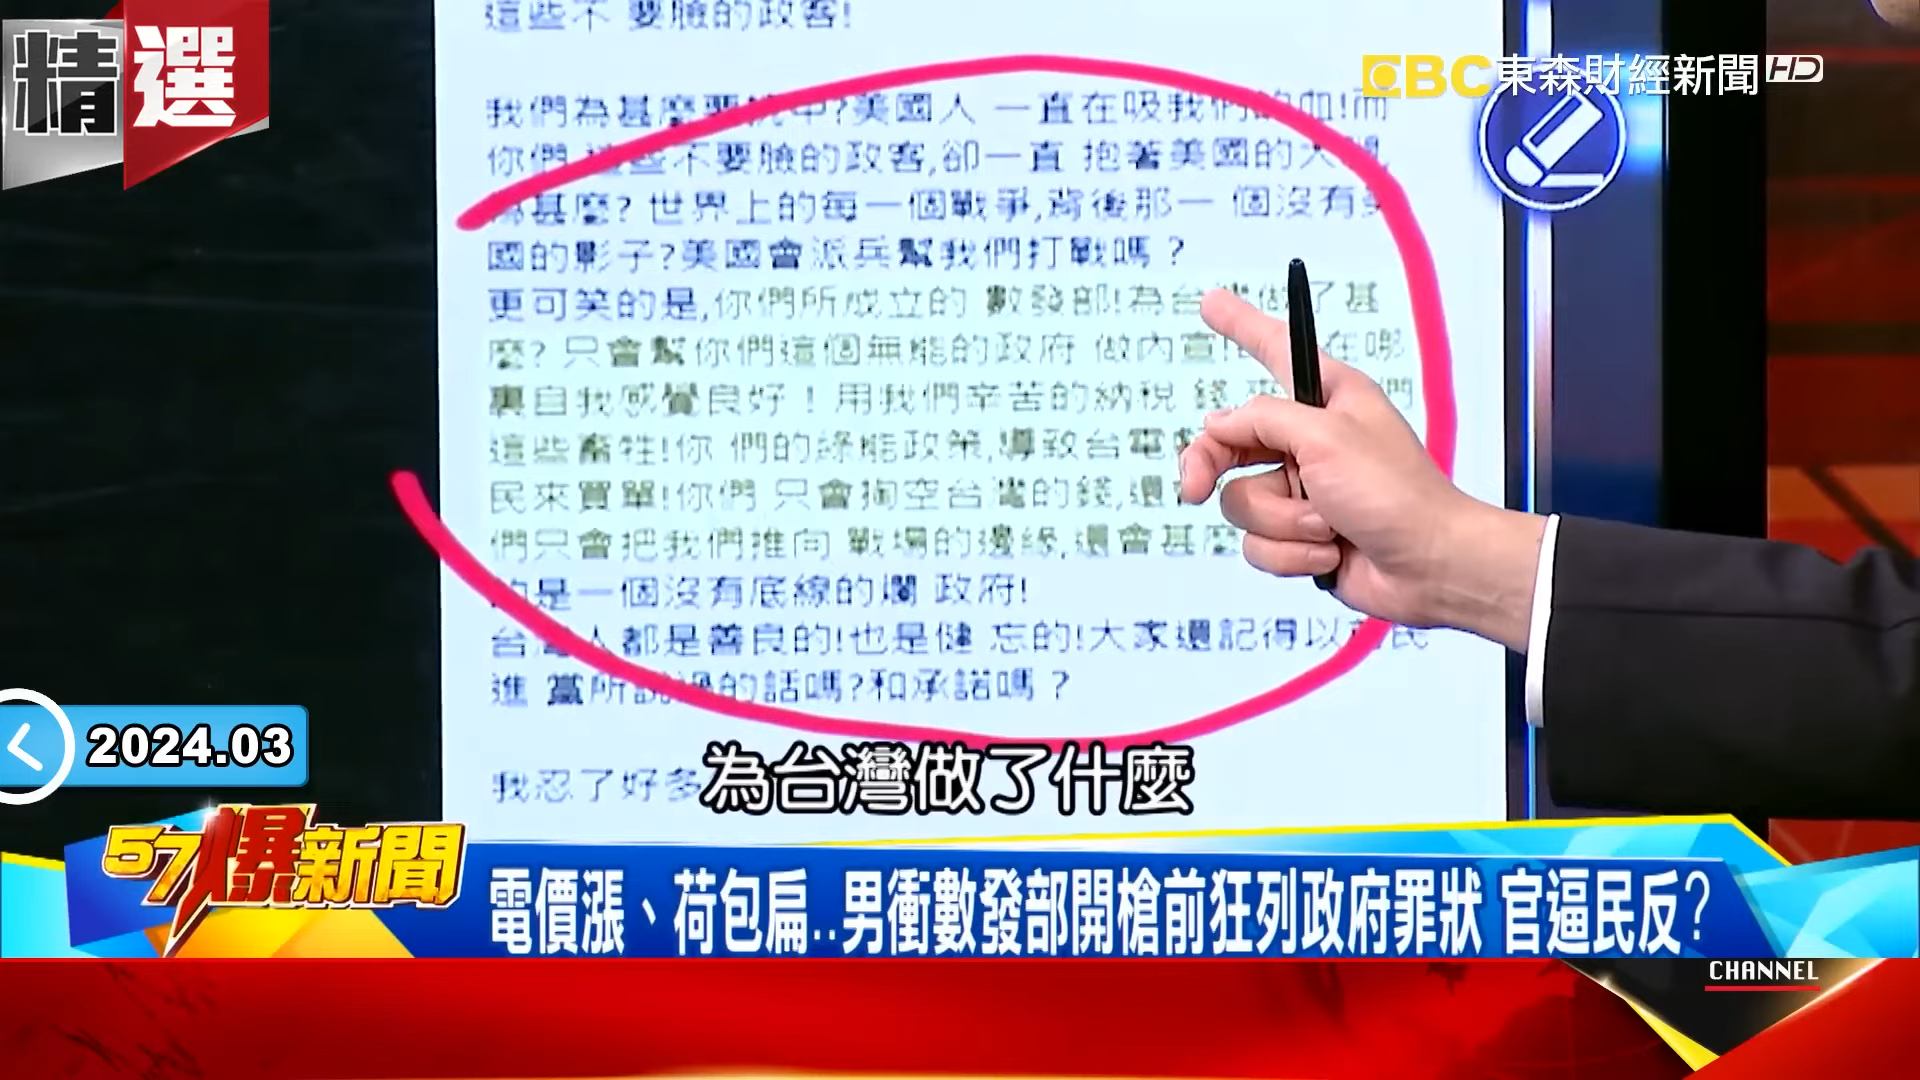 精選
EBC 東森財經新聞 HD
這些不 要臉的政客!
我們為甚麼要抗中?美國人 一直在吸我們的血!而
你們 這些不要臉的政客,卻一直 抱著美國的大
甚麼? 世界上的每一個戰爭,背後那一 個沒有美
國的影子?美國會派兵幫我們打戰嗎?
更可笑的是,你們所成立的 數發部!為台灣做了甚
麼? 只會幫你們這個無能的政府 做內宣! 在哪
裏自我感覺良好! 用我們辛苦的納稅 錢,來 們
這些畜牲!你 們的綠能政策,導致台電虧
民來買單!你們 只會掏空台灣的錢,還
們只會把我們推向 戰場的邊緣,還會甚麼
的是一個沒有底線的爛 政府!
台灣人都是善良的!也是健 忘的!大家還記得以前民
進 黨所說過的話嗎?和承諾嗎?
我忍了好多
為台灣做了什麼
2024.03
57爆新聞
電價漲、荷包扁..男衝數發部開槍前狂列政府罪狀 官逼民反?
CHANNEL